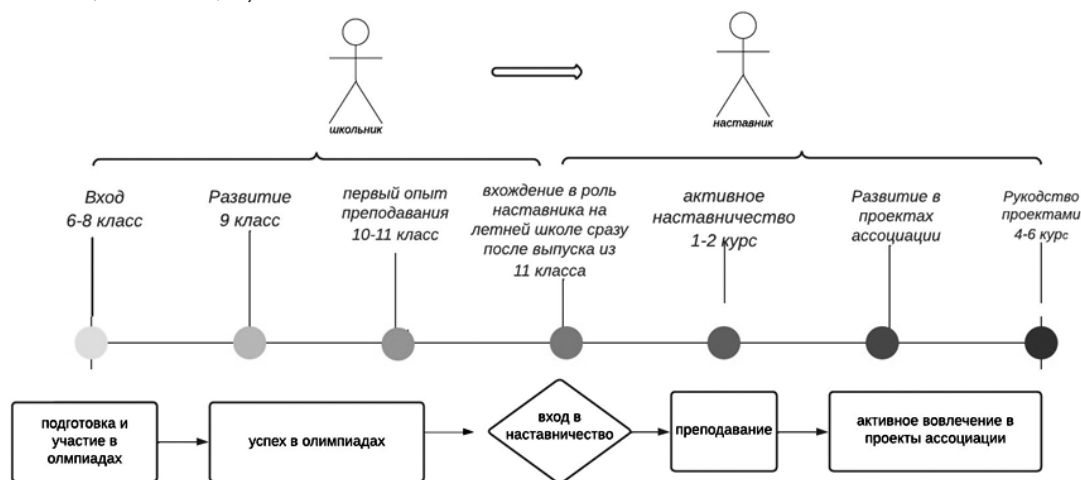 школьник
наставник
Вход
6-8 класс
Развитие
9 класс
первый опыт
преподавания
10-11 класс
вхождение в роль
наставника на
летней школе сразу
после выпуска из
11 класса
активное
наставничество
1-2 курс
Развитие в
проектах
ассоциации
Рукодство
проектами
4-6 курс
подготовка и
участие в
олмпиадах
успех в олимпиадах
вход в
наставничество
преподавание
активное вовлечение в
проекты ассоциации